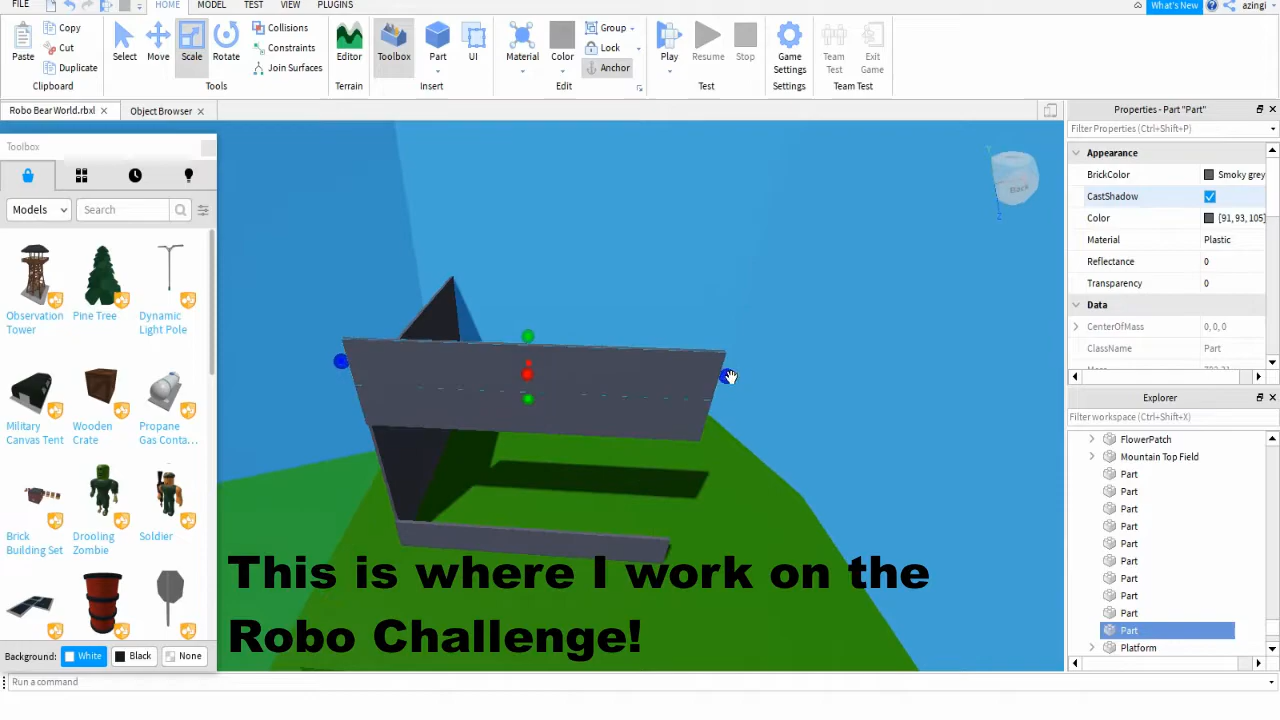 FILE HOME MODEL TEST VIEW PLUGINS What's New azingi
Copy Collisions Group
Cut Constraints Lock
Paste Duplicate Select Move Scale Rotate Join Surfaces Editor Toolbox Part UI Material Color Anchor Play Resume Stop Game Settings Team Test Exit Game
Clipboard Tools Terrain Insert Edit Test Settings Team Test
Robo Bear World.rbxl Object Browser
Toolbox
Models Search
Observation Tower
Pine Tree
Dynamic Light Pole
Military Canvas Tent
Wooden Crate
Propane Gas Conta...
Brick Building Set
Drooling Zombie
Soldier
Background: White Black None
Run a command
Back
This is where I work on the
Robo Challenge!
Properties - Part "Part"
Filter Properties (Ctrl+Shift+P)
Appearance
BrickColor Smoky grey
CastShadow
Color [91, 93, 105]
Material Plastic
Reflectance 0
Transparency 0
Data
CenterOfMass 0, 0, 0
ClassName Part
Explorer
Filter workspace (Ctrl+Shift+X)
FlowerPatch
Mountain Top Field
Part
Part
Part
Part
Part
Part
Part
Part
Part
Part
Platform